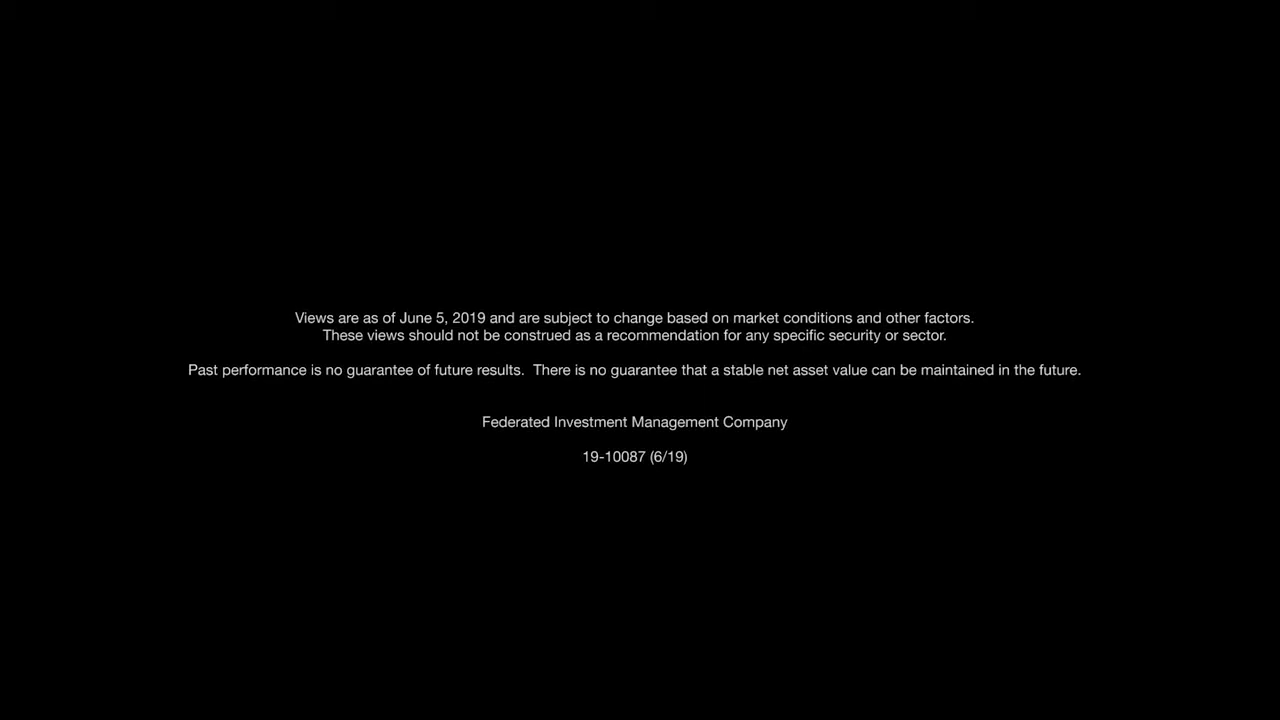 Views are as of June 5, 2019 and are subject to change based on market conditions and other factors.
These views should not be construed as a recommendation for any specific security or sector.
Past performance is no guarantee of future results.  There is no guarantee that a stable net asset value can be maintained in the future.
Federated Investment Management Company
19-10087 (6/19)